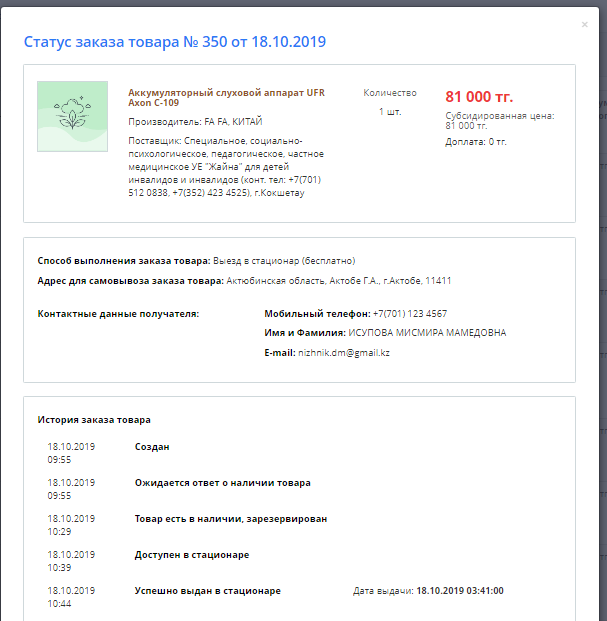 ×
Статус заказа товара № 350 от 18.10.2019
Аккумуляторный слуховой аппарат UFR
Axon C-109
Производитель: FA FA, КИТАЙ
Поставщик: Специальное, социально-
психологическое, педагогическое, частное
медицинское УЕ "Жайна" для детей
инвалидов и инвалидов (конт. тел: +7(701)
512 0838, +7(352) 423 4525), г.Кокшетау
Количество
1 шт.
81 000 тг.
Субсидированная цена:
81 000 тг.
Доплата: 0 тг.
Способ выполнения заказа товара: Выезд в стационар (бесплатно)
Адрес для самовывоза заказа товара: Актюбинская область, Актобе Г.А., г.Актобе, 11411
Контактные данные получателя:
Мобильный телефон: +7(701) 123 4567
Имя и Фамилия: ИСУПОВА МИСМИРА МАМЕДОВНА
E-mail: nizhnik.dm@gmail.kz
История заказа товара
18.10.2019
09:55
Создан
18.10.2019
09:55
Ожидается ответ о наличии товара
18.10.2019
10:29
Товар есть в наличии, зарезервирован
18.10.2019
10:39
Доступен в стационаре
18.10.2019
10:44
Успешно выдан в стационаре
Дата выдачи: 18.10.2019 03:41:00